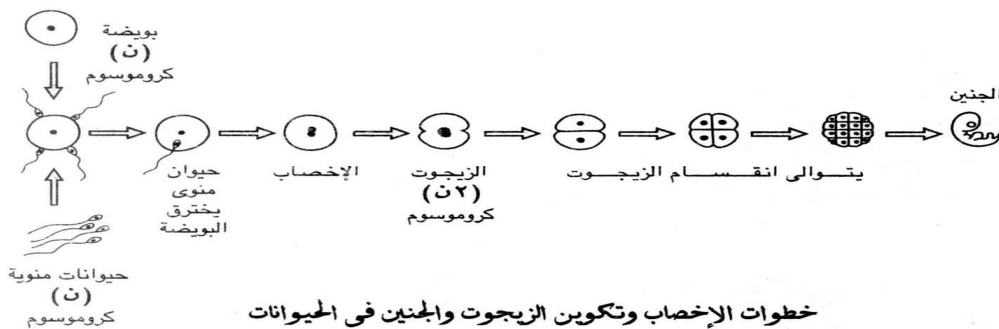 بويضة
(ن)
كروموسوم
الجنين
حيوان
منوى
يخترق
البويضة
الإخصاب
الزيجوت
(٢ن)
كروموسوم
يتوالى انقسام الزيجوت
حيوانات منوية
(ن)
كروموسوم
خطوات الإخصاب وتكوين الزيجوت والجنين فى الحيوانات